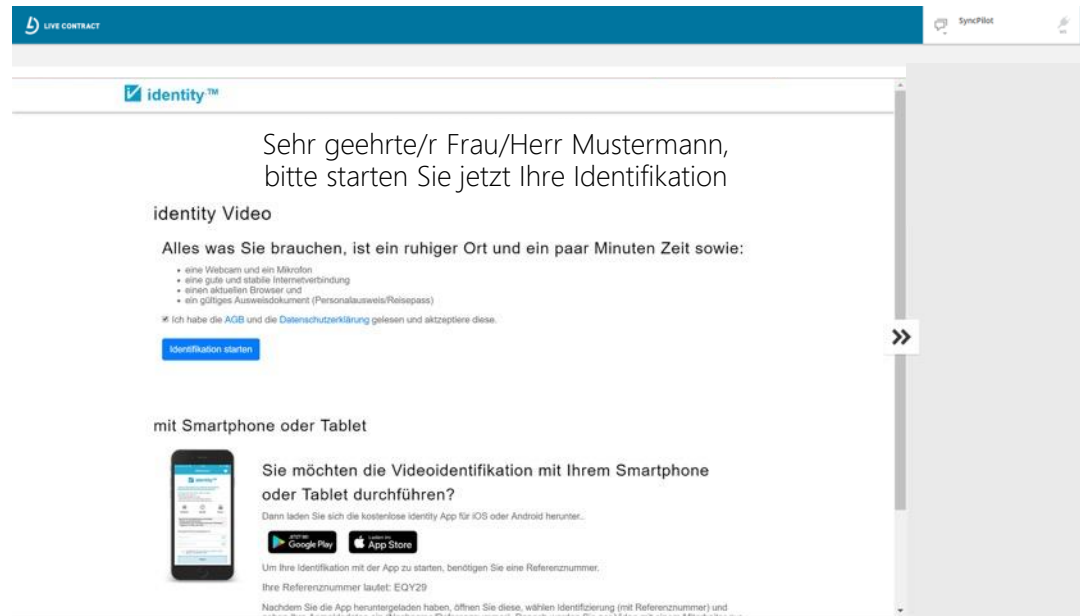 LIVE CONTRACT
SyncPilot
identity™
Sehr geehrte/r Frau/Herr Mustermann,
bitte starten Sie jetzt Ihre Identifikation
identity Video
Alles was Sie brauchen, ist ein ruhiger Ort und ein paar Minuten Zeit sowie:
• eine Webcam und ein Mikrofon
• eine gute und stabile Internetverbindung
• einen aktuellen Browser und
• ein gültiges Ausweisdokument (Personalausweis/Reisepass)
Ich habe die AGB und die Datenschutzerklärung gelesen und aktzeptiere diese.
Identifikation starten
mit Smartphone oder Tablet
Sie möchten die Videoidentifikation mit Ihrem Smartphone
oder Tablet durchführen?
Dann laden Sie sich die kostenlose identity App für iOS oder Android herunter..
JETZT BEI
Google Play
Laden im
App Store
Um Ihre Identifikation mit der App zu starten, benötigen Sie eine Referenznummer.
Ihre Referenznummer lautet: EQY29
Nachdem Sie die App heruntergeladen haben, öffnen Sie diese, wählen Identifizierung (mit Referenznummer) und